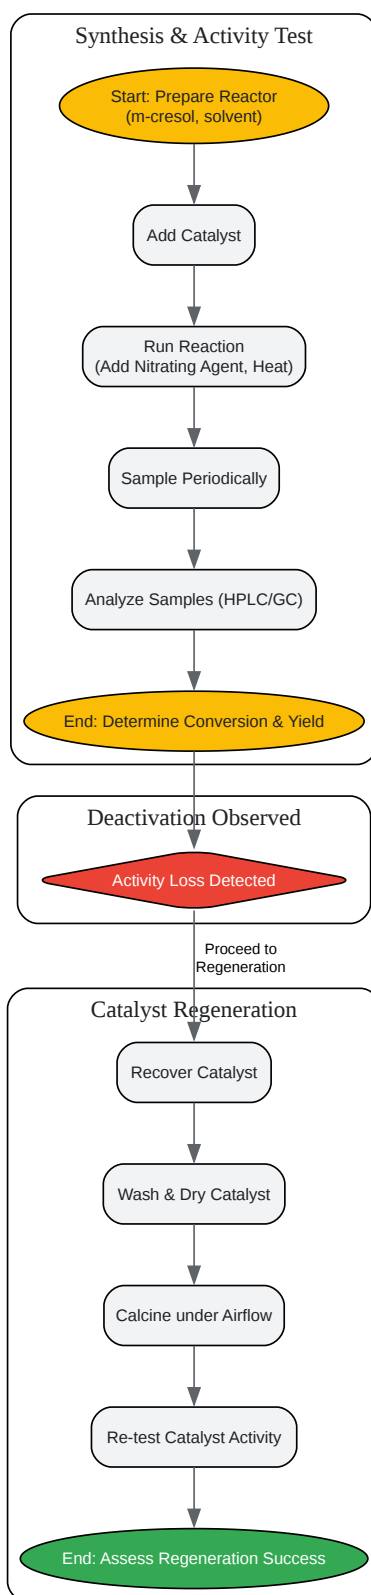 Synthesis & Activity Test
Start: Prepare Reactor
(m-cresol, solvent)
Add Catalyst
Run Reaction
(Add Nitrating Agent, Heat)
Sample Periodically
Analyze Samples (HPLC/GC)
End: Determine Conversion & Yield
Deactivation Observed
Activity Loss Detected
Proceed to
Regeneration
Catalyst Regeneration
Recover Catalyst
Wash & Dry Catalyst
Calcine under Airflow
Re-test Catalyst Activity
End: Assess Regeneration Success